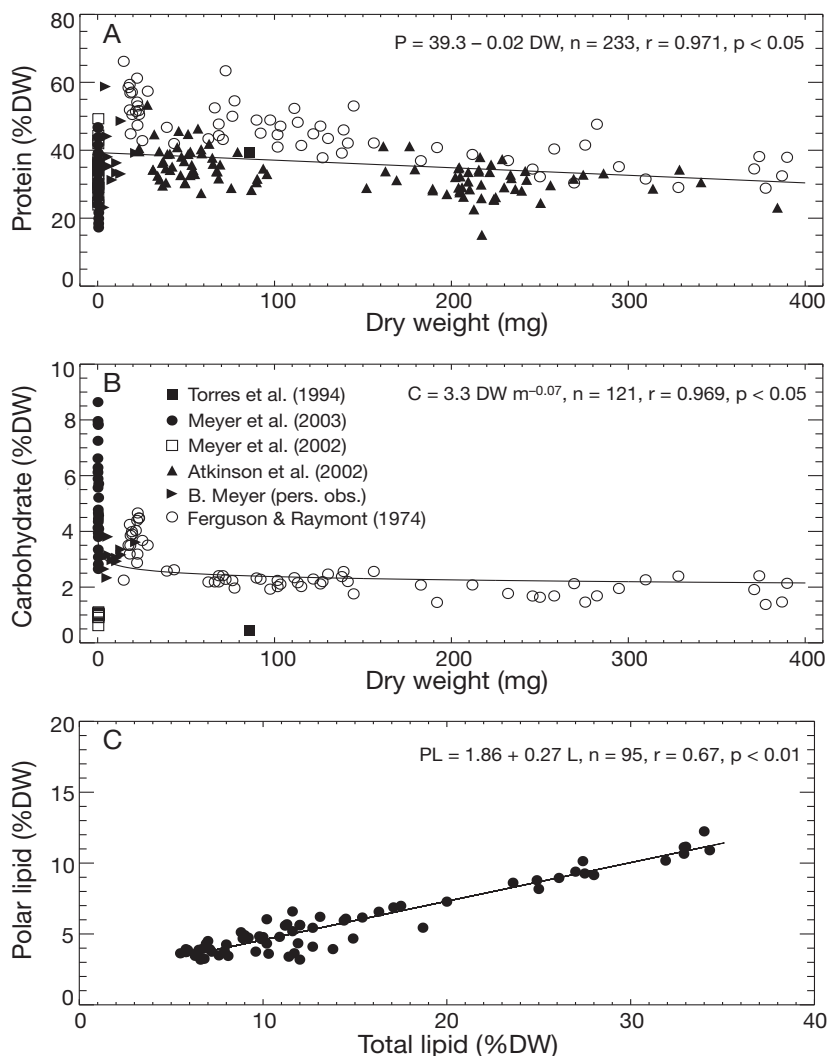 A
P = 39.3 – 0.02 DW, n = 233, r = 0.971, p < 0.05
80
60
40
20
0
Protein (%DW)
0 100 200 300 400
Dry weight (mg)
B
C = 3.3 DW m⁻⁰·⁰⁷, n = 121, r = 0.969, p < 0.05
Torres et al. (1994)
Meyer et al. (2003)
Meyer et al. (2002)
Atkinson et al. (2002)
B. Meyer (pers. obs.)
Ferguson & Raymont (1974)
10
8
6
4
2
0
Carbohydrate (%DW)
0 100 200 300 400
Dry weight (mg)
C
PL = 1.86 + 0.27 L, n = 95, r = 0.67, p < 0.01
20
15
10
5
0
Polar lipid (%DW)
0 10 20 30 40
Total lipid (%DW)